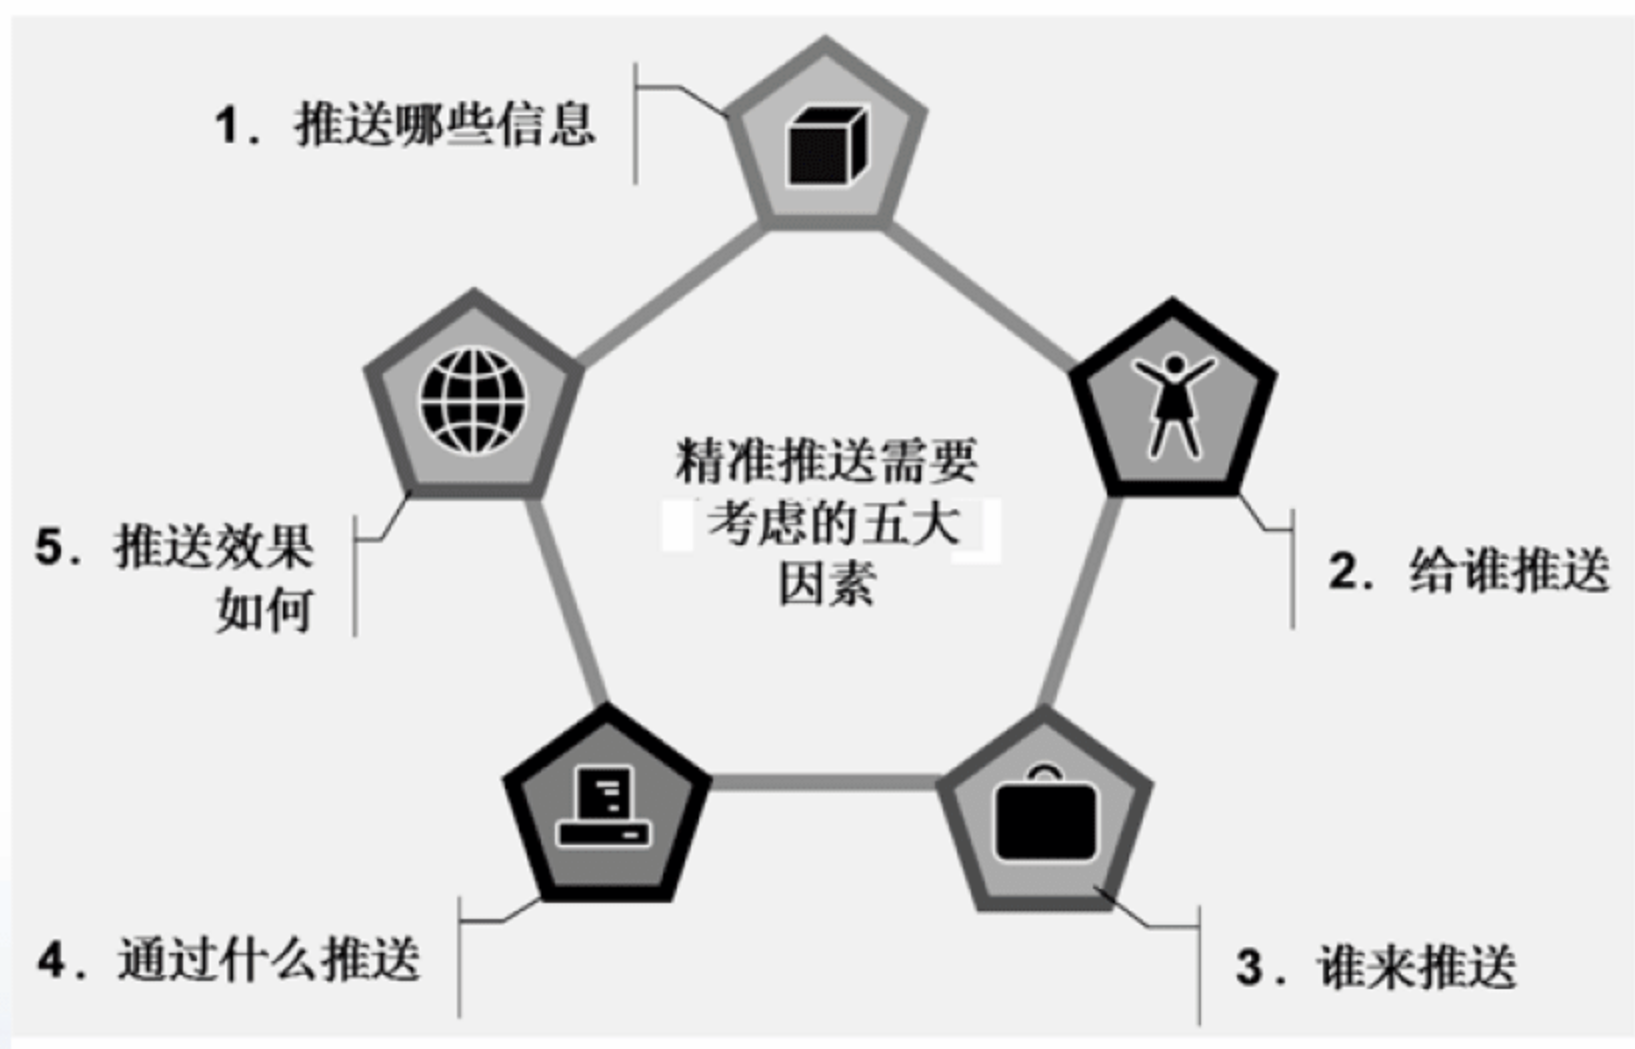 1. 推送哪些信息
精准推送需要
考虑的五大
因素
2. 给谁推送
3. 谁来推送
4. 通过什么推送
5. 推送效果
如何